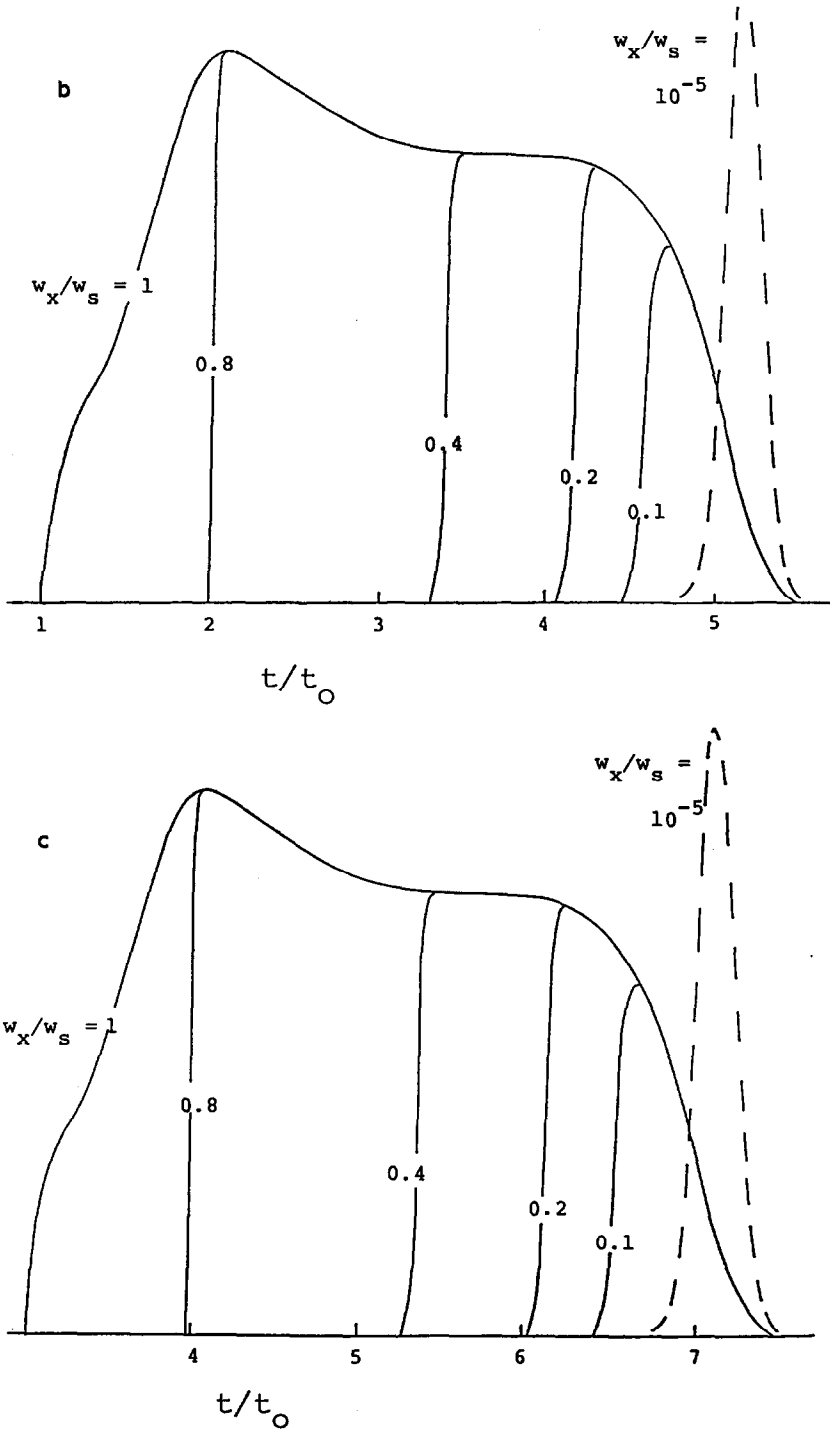 b
w_x/w_s =
10^-5
w_x/w_s = 1
0.8
0.4
0.2
0.1
1 2 3 4 5
t/t_o
c
w_x/w_s =
10^-5
w_x/w_s = 1
0.8
0.4
0.2
0.1
4 5 6 7
t/t_o